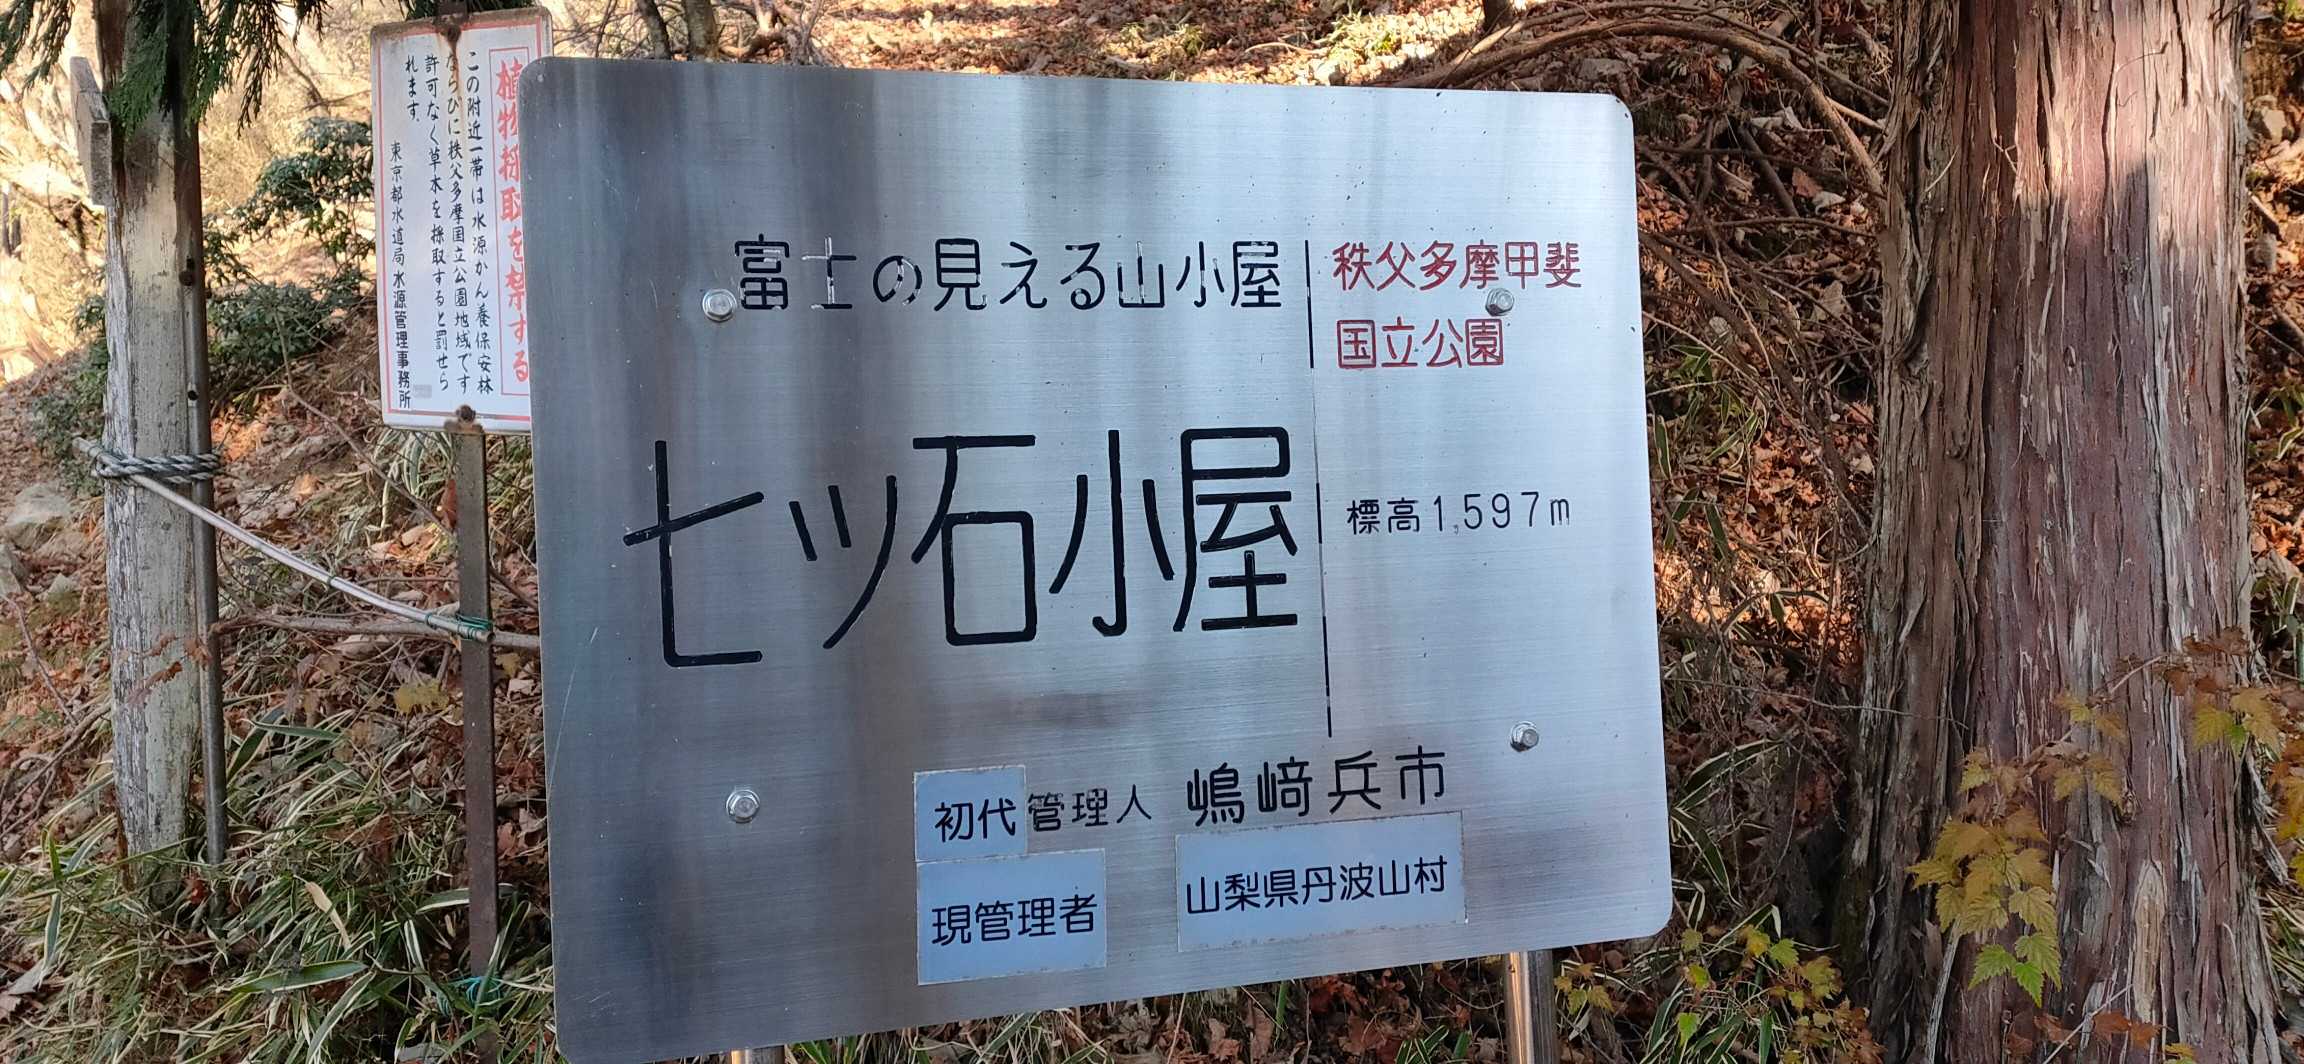 植物採取を禁する
この附近一帯は水源かん養保安林
ならびに秩父多摩国立公園地域です
許可なく草木を採取すると罰せら
れます
東京都水道局水源管理事務所
富士の見える山小屋
秩父多摩甲斐
国立公園
七ツ石小屋
標高1,597m
初代管理人 嶋﨑兵市
現管理者 山梨県丹波山村